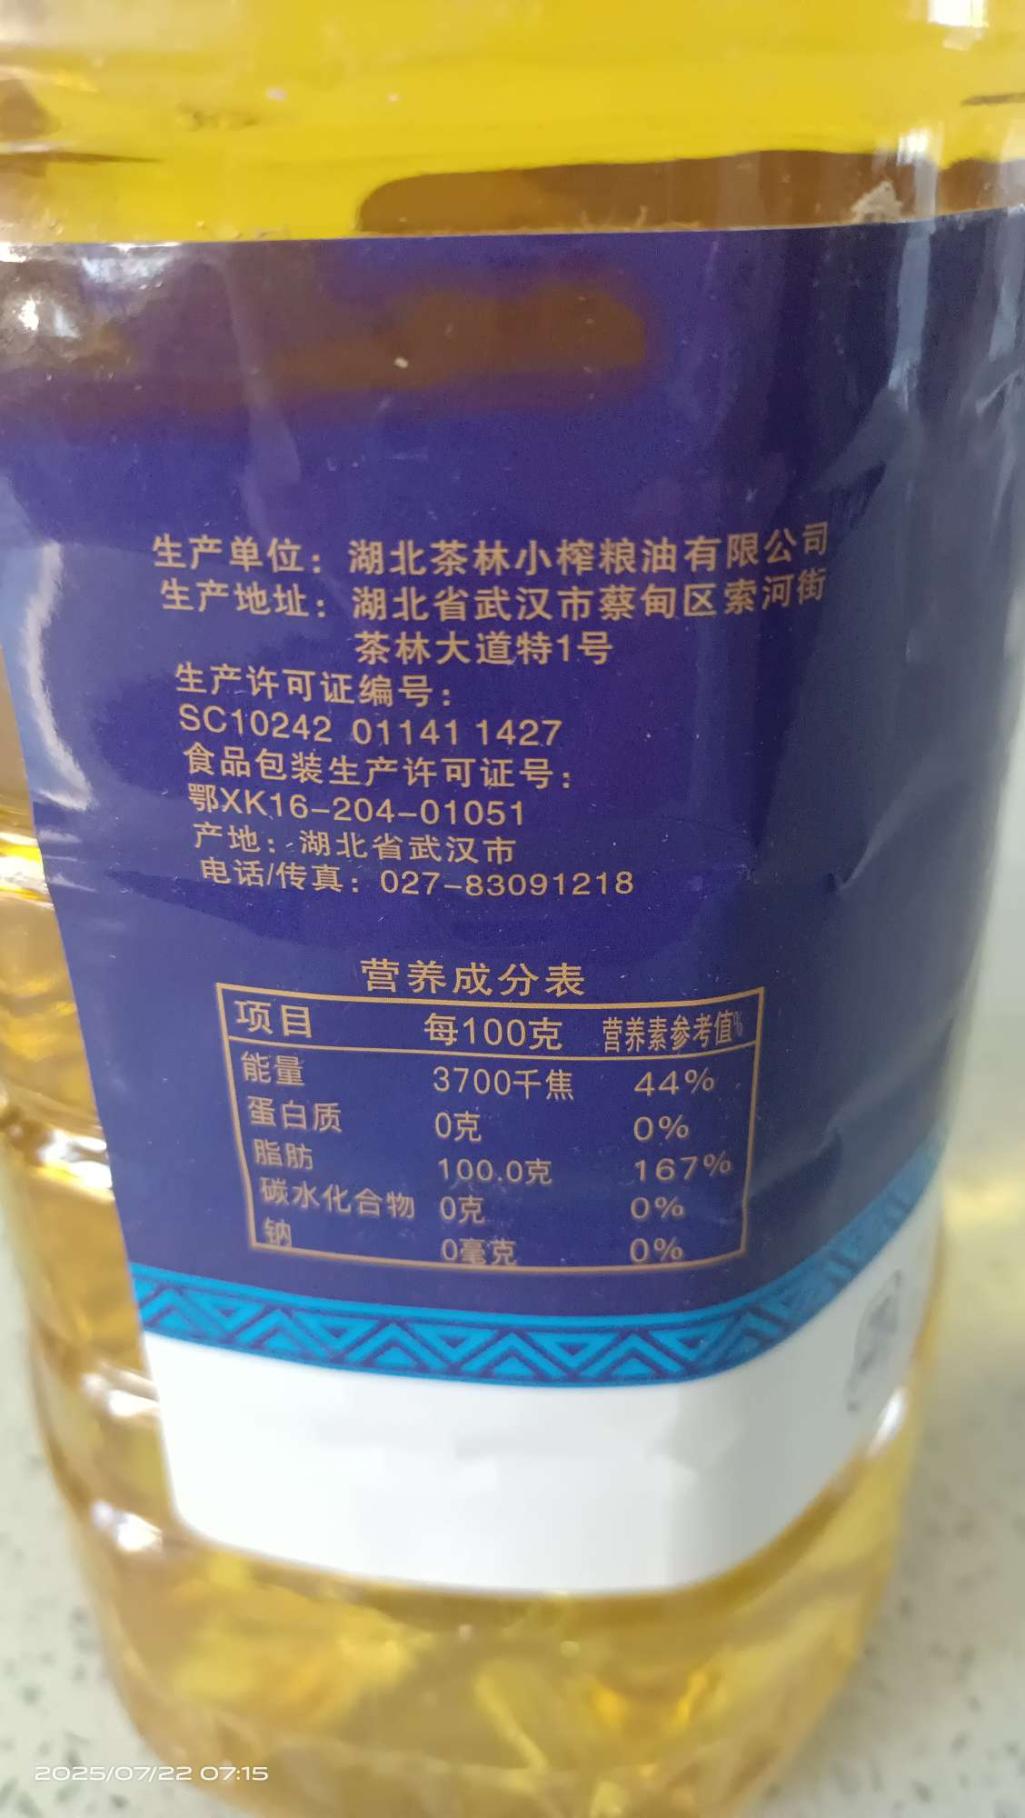 生产单位：湖北茶林小榨粮油有限公司
生产地址：湖北省武汉市蔡甸区索河街
茶林大道特1号
生产许可证编号：
SC10242 01141 1427
食品包装生产许可证号：
鄂XK16-204-01051
产地：湖北省武汉市
电话/传真：027-83091218
营养成分表
项目 每100克 营养素参考值%
能量 3700千焦 44%
蛋白质 0克 0%
脂肪 100.0克 167%
碳水化合物 0克 0%
钠 0毫克 0%
2025/07/22 07:15